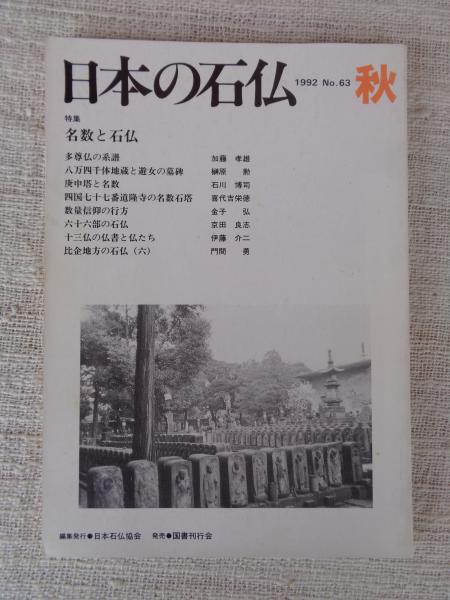 日本の石仏 1992 No.63 秋
特集
名数と石仏
多尊仏の系譜 加藤 孝雄
八万四千体地蔵と遊女の墓碑 榊原 勲
庚申塔と名数 石川 博司
四国七十七番道隆寺の名数石塔 喜代吉栄徳
数量信仰の行方 金子 弘
六十六部の石仏 京田 良志
十三仏の仏書と仏たち 伊藤 介二
比企地方の石仏（六） 門間 勇
編集発行●日本石仏協会 発売●国書刊行会